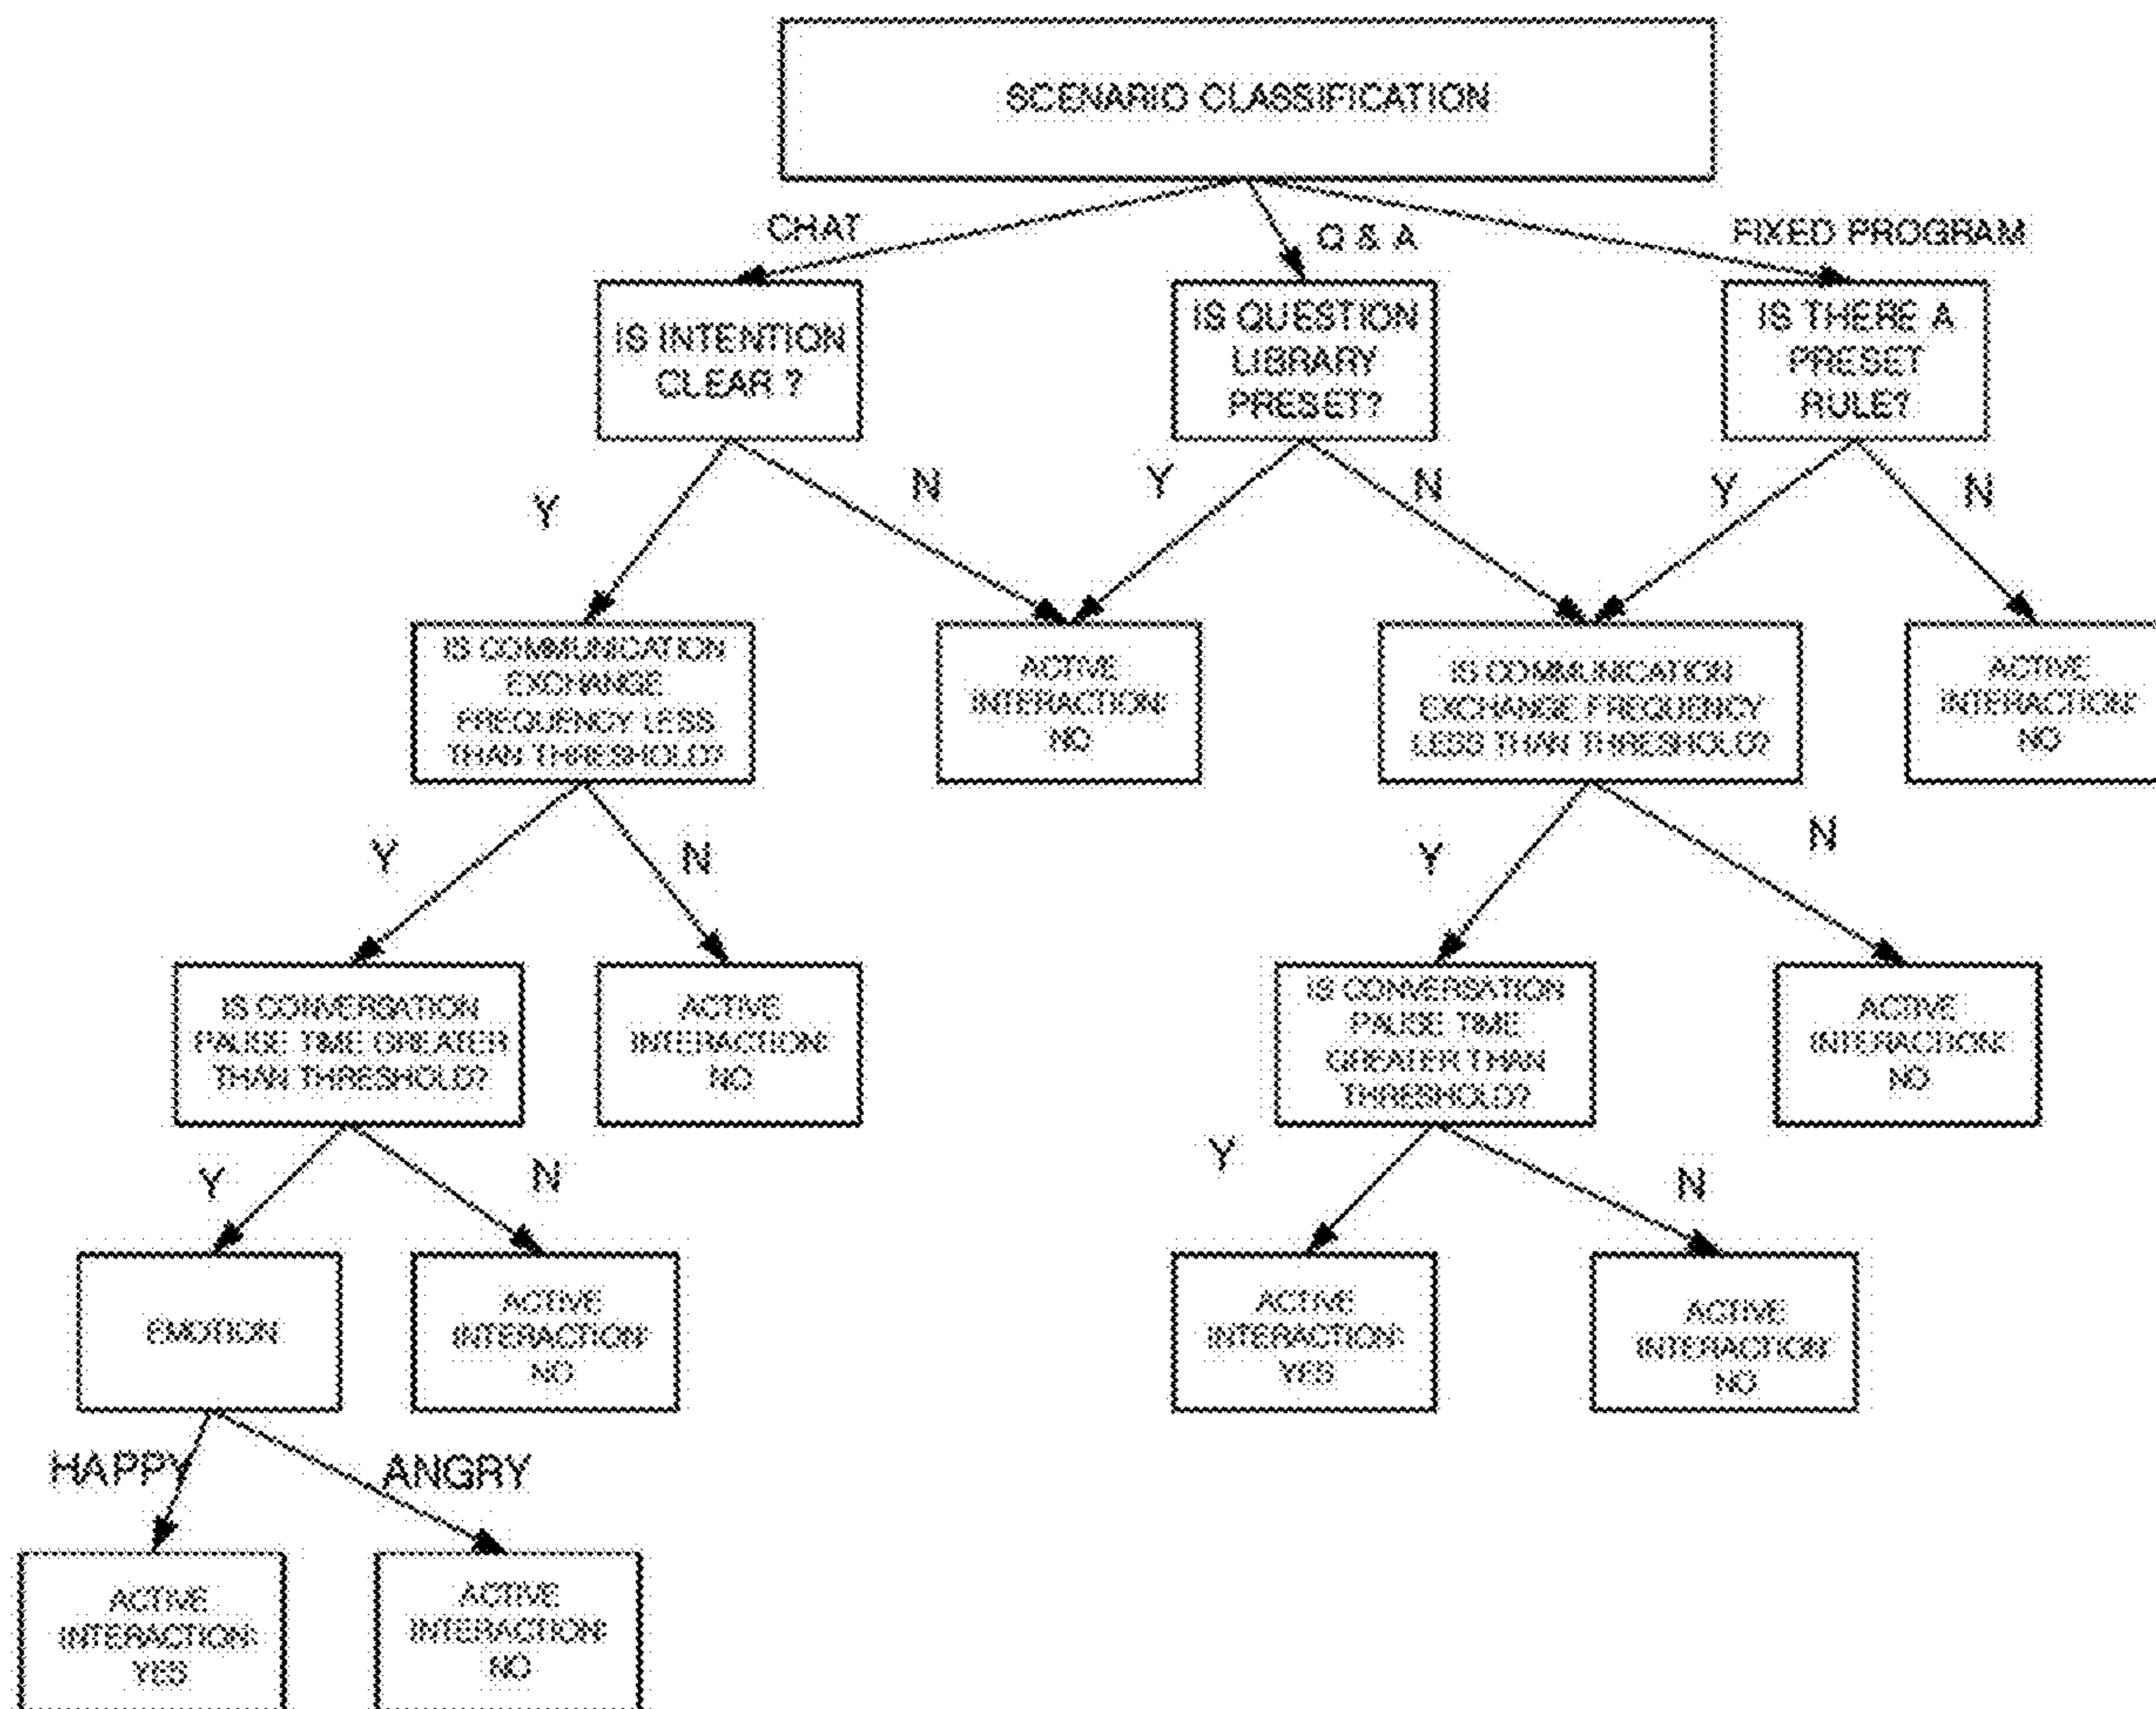 SCENARIO CLASSIFICATION
CHAT
Q & A
FIXED PROGRAM
IS INTENTION
CLEAR ?
IS QUESTION
LIBRARY
PRESET?
IS THERE A
PRESET
RULE?
Y
N
Y
N
Y
N
IS COMMUNICATION
EXCHANGE
FREQUENCY LESS
THAN THRESHOLD?
ACTIVE
INTERACTION:
NO
IS COMMUNICATION
EXCHANGE FREQUENCY
LESS THAN THRESHOLD?
ACTIVE
INTERACTION:
NO
Y
N
Y
N
IS CONVERSATION
PAUSE TIME GREATER
THAN THRESHOLD?
ACTIVE
INTERACTION:
NO
IS CONVERSATION
PAUSE TIME
GREATER THAN
THRESHOLD?
ACTIVE
INTERACTION:
NO
Y
N
Y
N
EMOTION
ACTIVE
INTERACTION:
NO
ACTIVE
INTERACTION:
YES
ACTIVE
INTERACTION:
NO
HAPPY
ANGRY
ACTIVE
INTERACTION:
YES
ACTIVE
INTERACTION:
NO